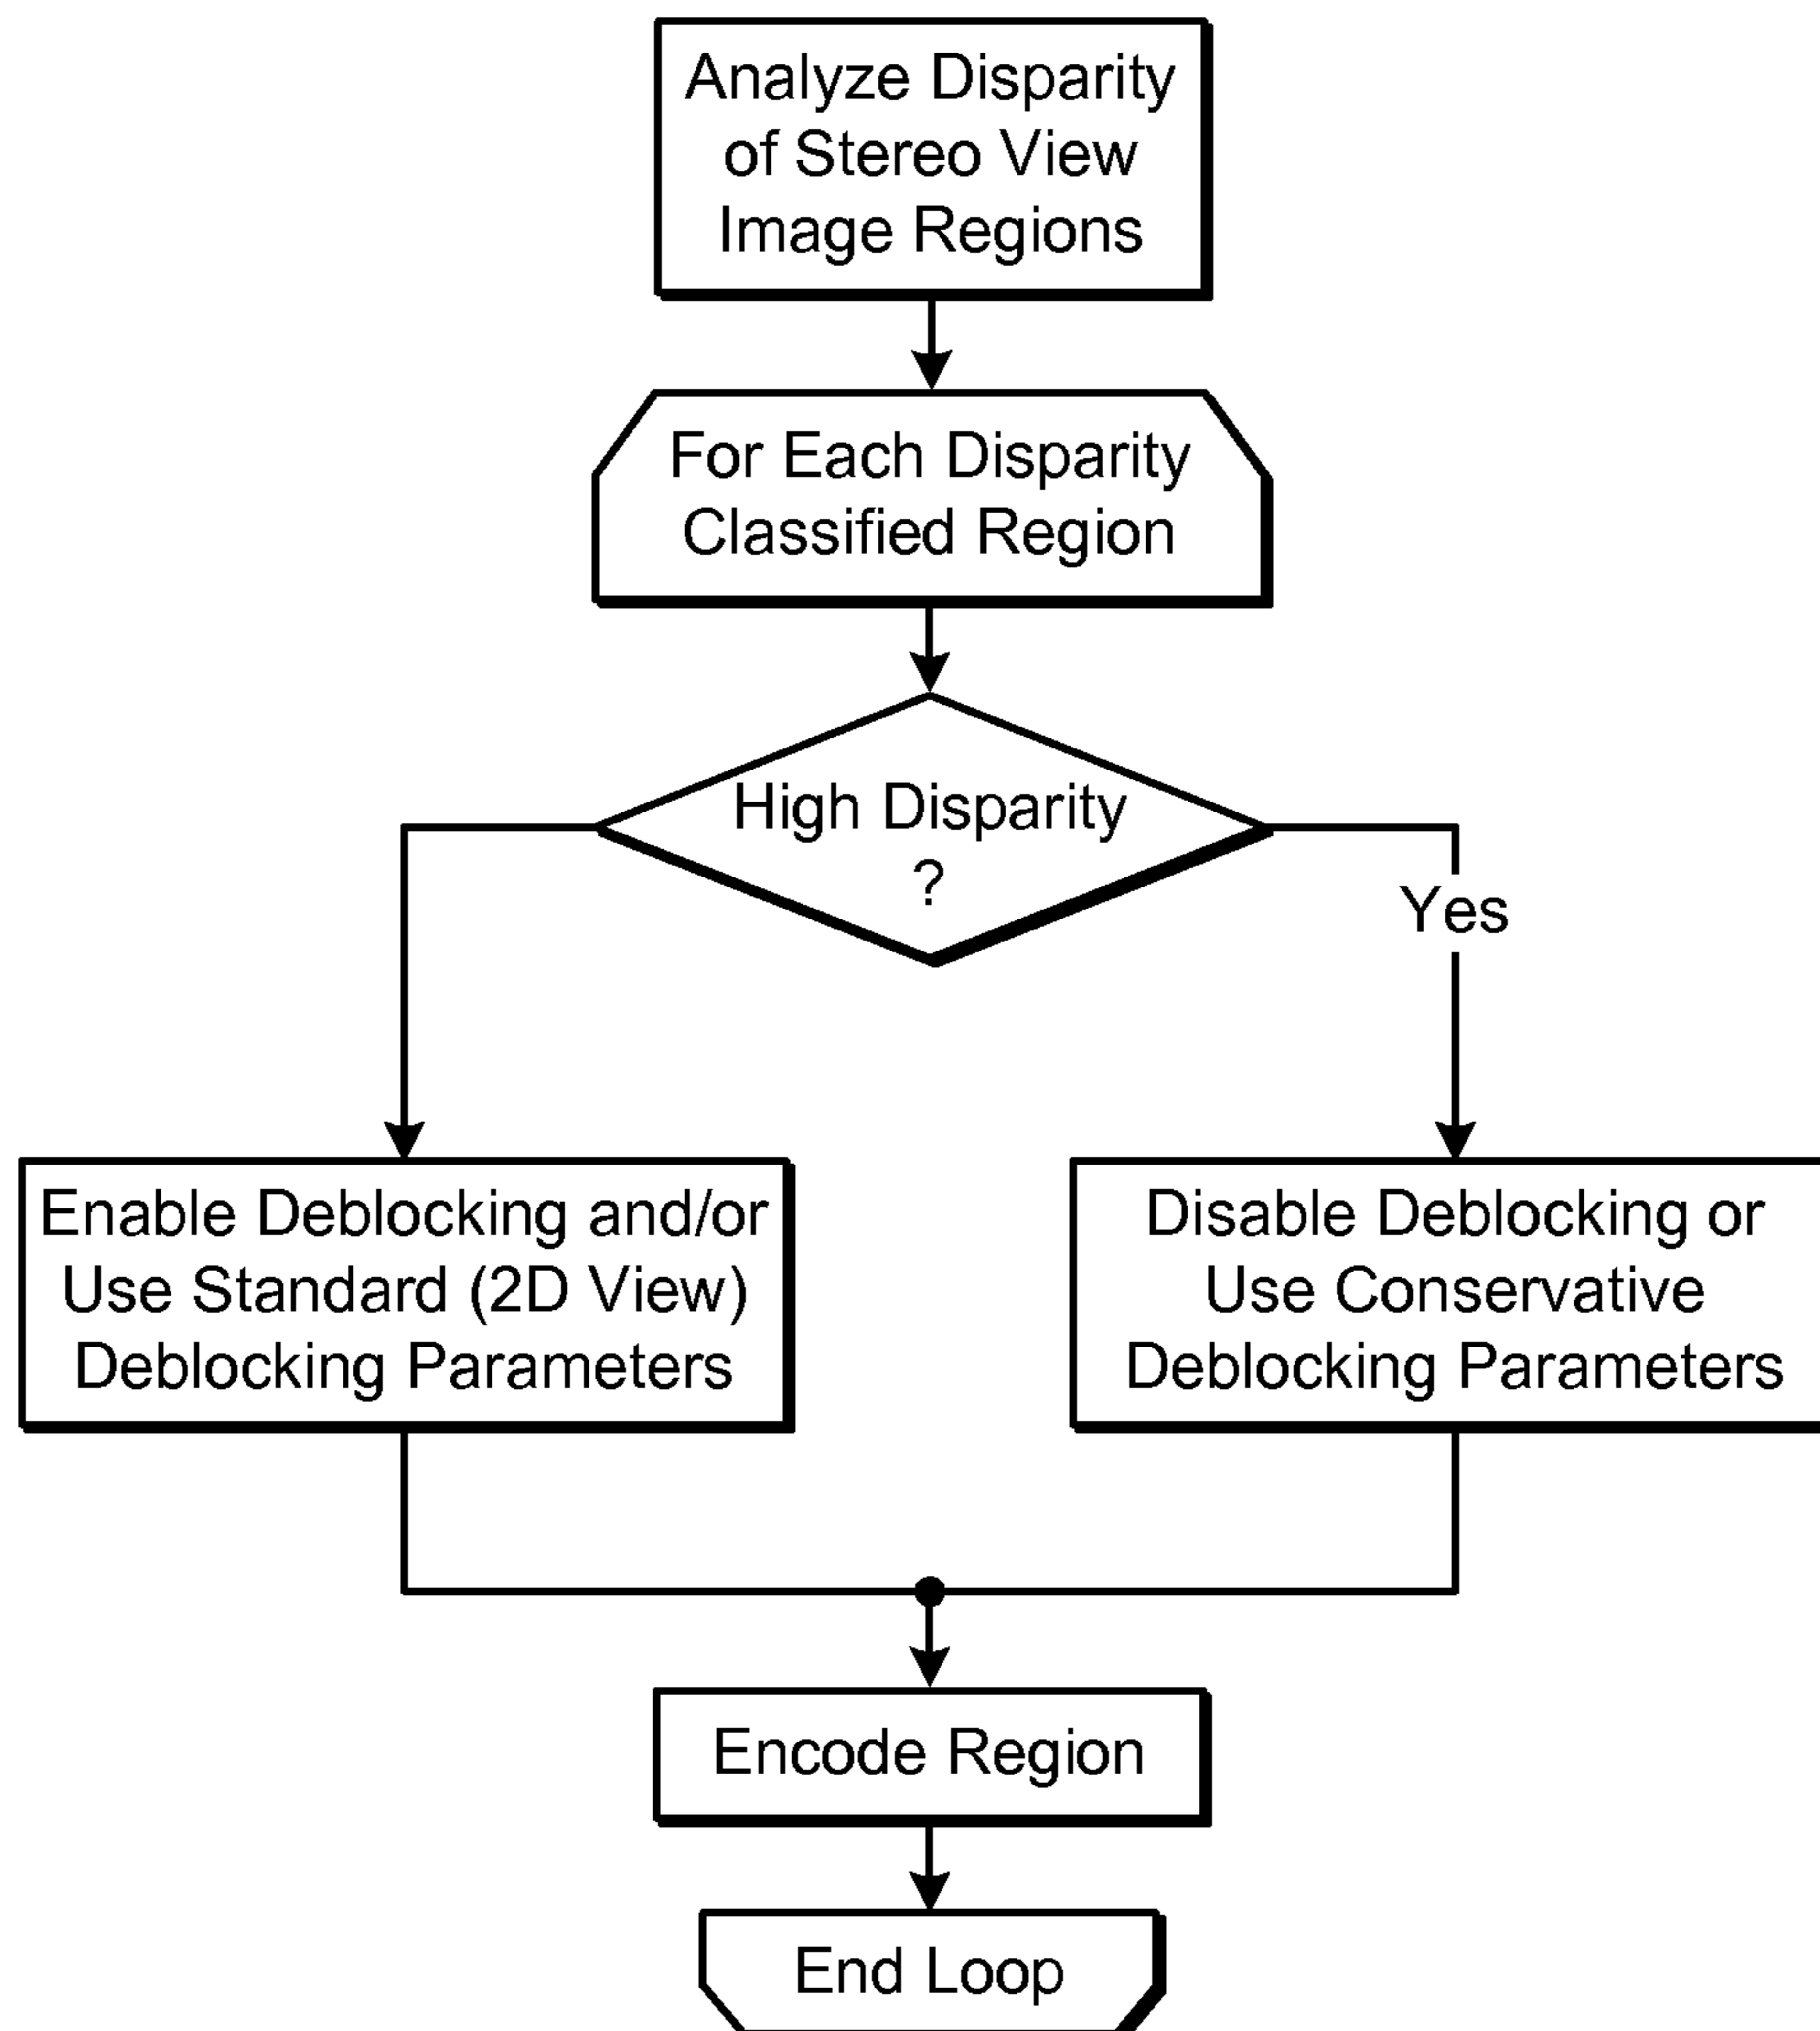 Analyze Disparity
of Stereo View
Image Regions
For Each Disparity
Classified Region
High Disparity
?
Yes
Enable Deblocking and/or
Use Standard (2D View)
Deblocking Parameters
Disable Deblocking or
Use Conservative
Deblocking Parameters
Encode Region
End Loop